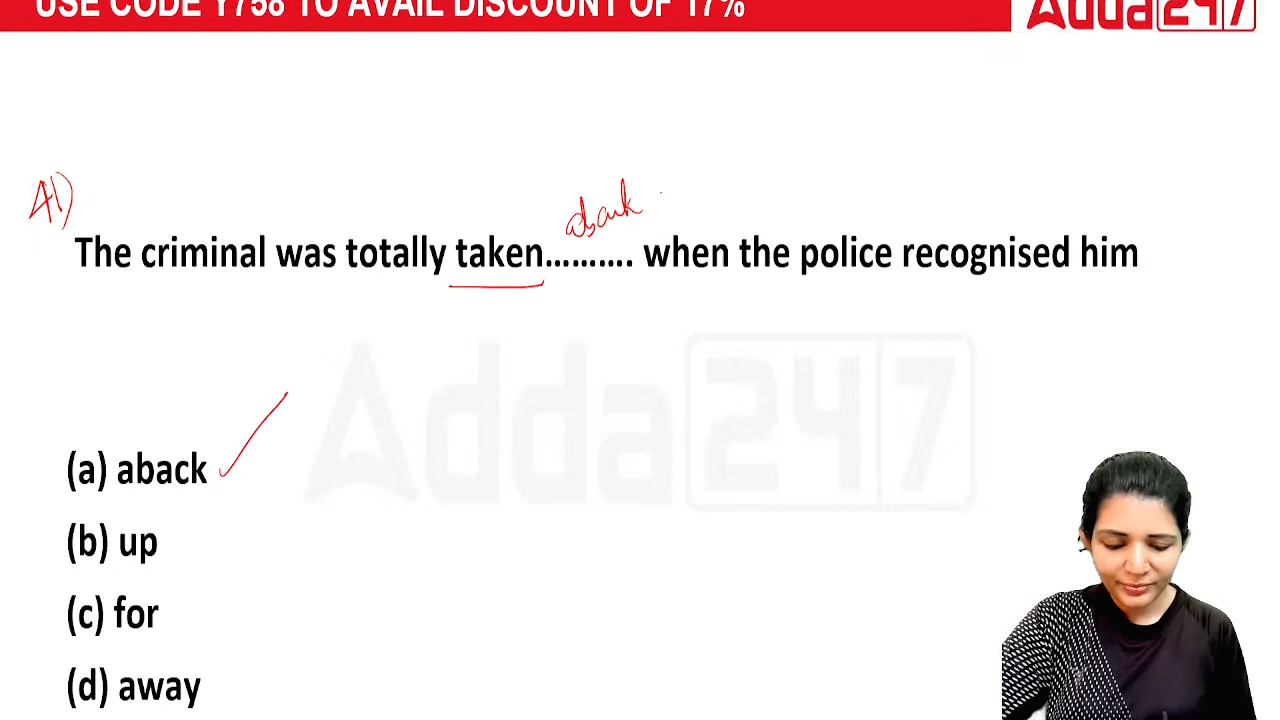 USE CODE Y758 TO AVAIL DISCOUNT OF 17%
Adda247
41)
aback
The criminal was totally taken.......... when the police recognised him
Adda247
(a) aback
(b) up
(c) for
(d) away